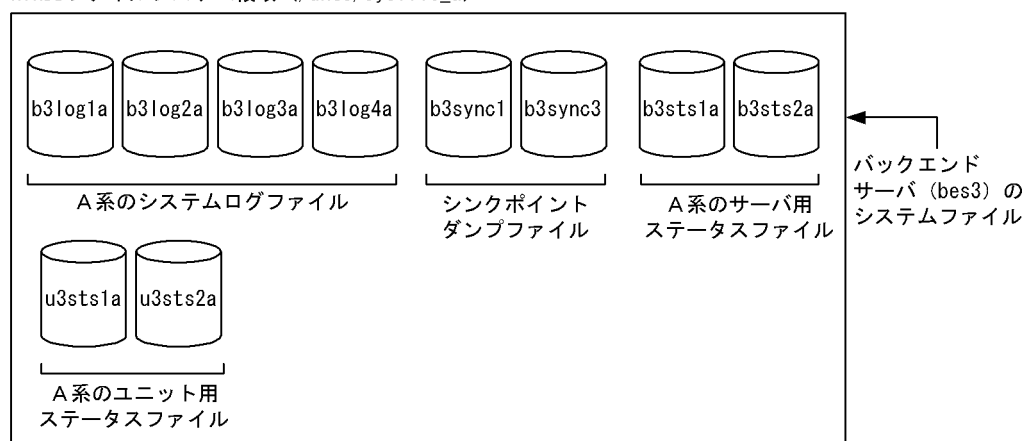 b3log1a b3log2a b3log3a b3log4a b3sync1 b3sync3 b3sts1a b3sts2a
A系のシステムログファイル
シンクポイント
ダンプファイル
A系のサーバ用
ステータスファイル
バックエンド
サーバ（bes3）の
システムファイル
u3sts1a u3sts2a
A系のユニット用
ステータスファイル